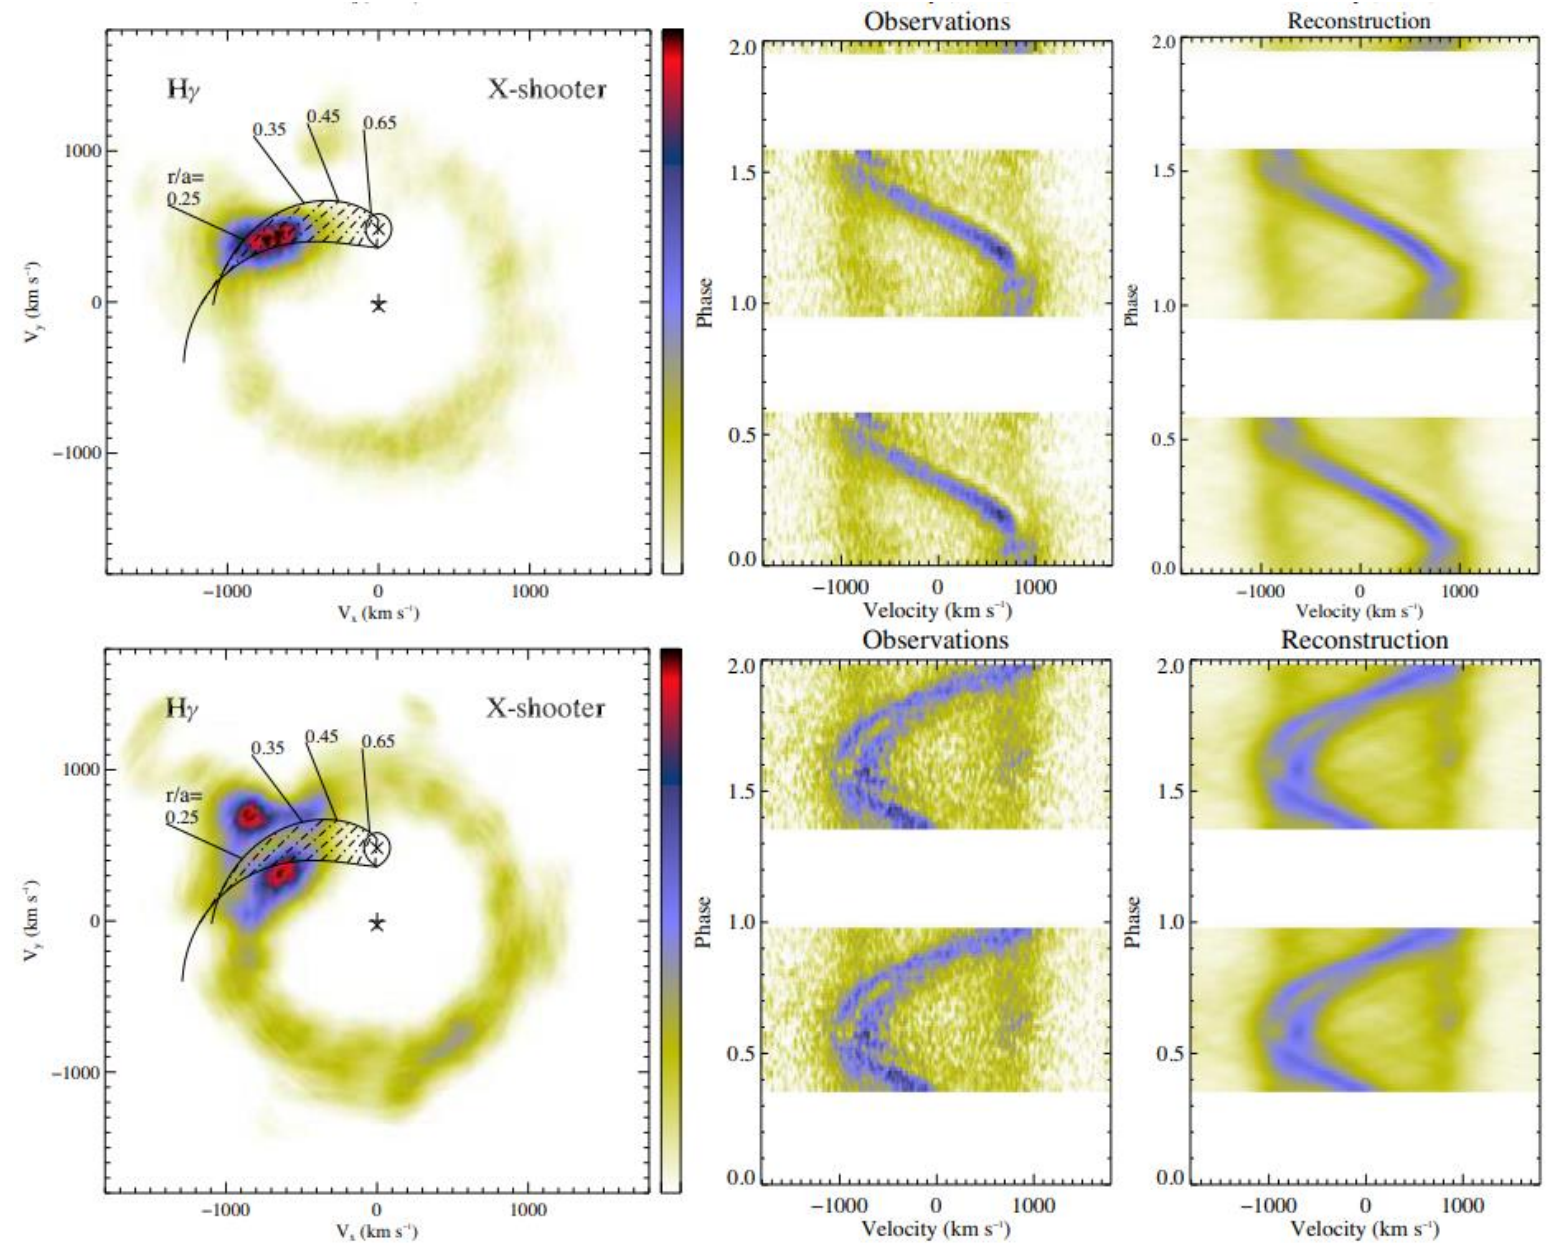 Observations
Reconstruction
Hγ
X-shooter
0.35
0.45
0.65
r/a=
0.25
1000
0
−1000
V_y (km s⁻¹)
−1000
0
1000
V_x (km s⁻¹)
2.0
1.5
1.0
0.5
0.0
Phase
−1000
0
1000
Velocity (km s⁻¹)
2.0
1.5
1.0
0.5
0.0
Phase
−1000
0
1000
Velocity (km s⁻¹)
Observations
Reconstruction
Hγ
X-shooter
0.35
0.45
0.65
r/a=
0.25
1000
0
−1000
V_y (km s⁻¹)
−1000
0
1000
V_x (km s⁻¹)
2.0
1.5
1.0
0.5
0.0
Phase
−1000
0
1000
Velocity (km s⁻¹)
2.0
1.5
1.0
0.5
0.0
Phase
−1000
0
1000
Velocity (km s⁻¹)